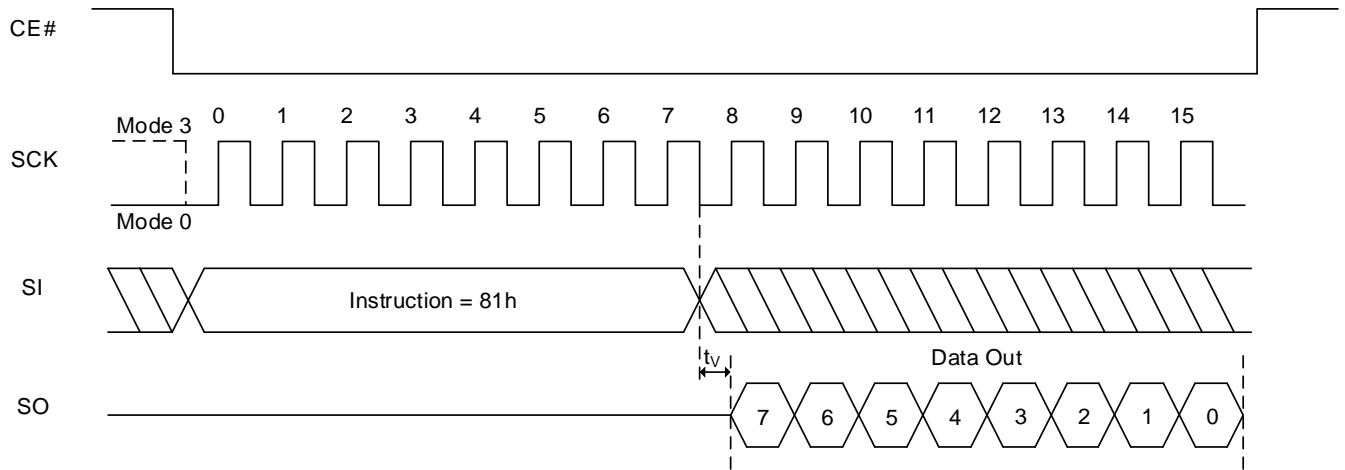 CE#
Mode 3 0 1 2 3 4 5 6 7 8 9 10 11 12 13 14 15
SCK
Mode 0
SI Instruction = 81h
tV Data Out
SO 7 6 5 4 3 2 1 0